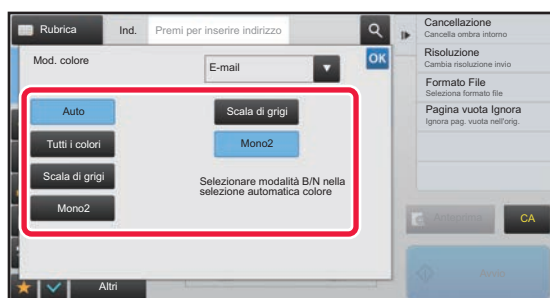 Rubrica
Ind.
Premi per inserire indirizzo
Mod. colore
E-mail
OK
Auto
Tutti i colori
Scala di grigi
Mono2
Scala di grigi
Mono2
Selezionare modalità B/N nella
selezione automatica colore
Altri
Cancellazione
Cancella ombra intorno
Risoluzione
Cambia risoluzione invio
Formato File
Seleziona formato file
Pagina vuota Ignora
Ignora pag. vuota nell'orig.
Anteprima
CA
Avvio